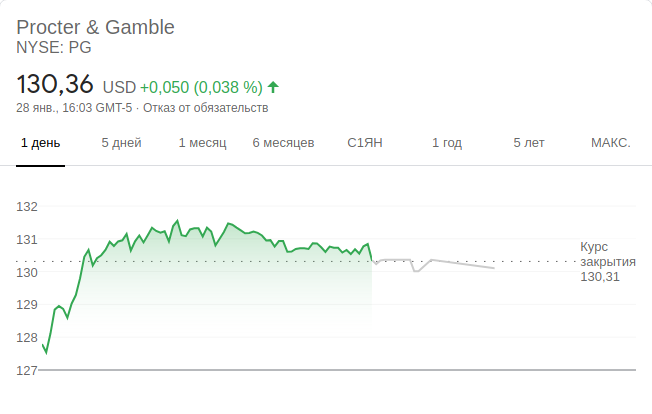 Procter & Gamble
NYSE: PG
130,36 USD +0,050 (0,038 %)
28 янв., 16:03 GMT-5 · Отказ от обязательств
1 день 5 дней 1 месяц 6 месяцев С1ЯН 1 год 5 лет МАКС.
132
131
130
129
128
127
Курс
закрытия
130,31